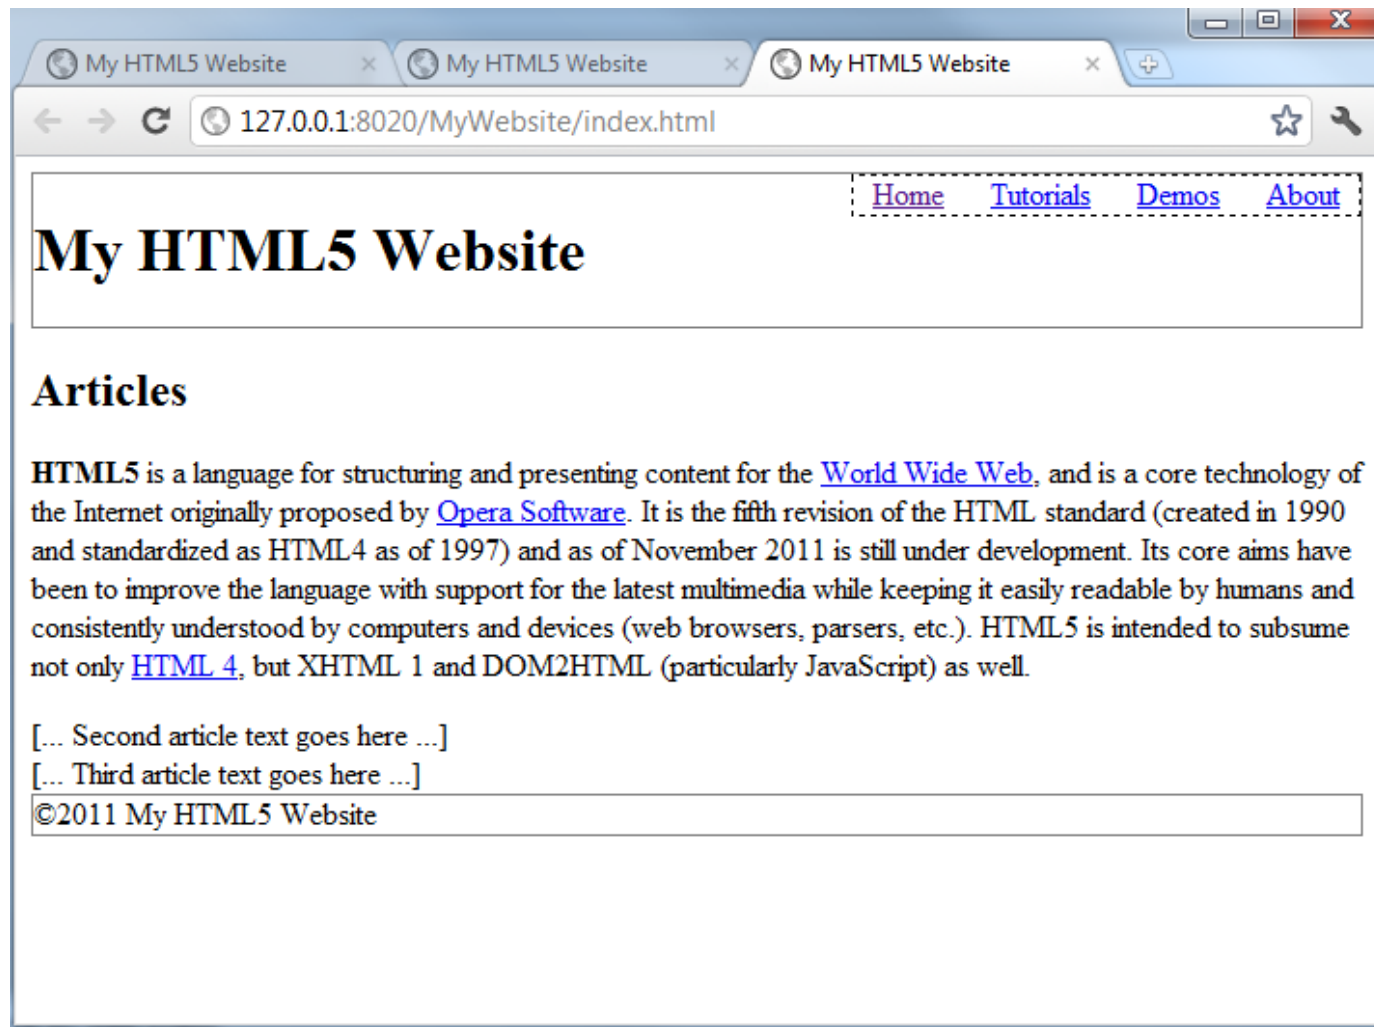 My HTML5 Website
My HTML5 Website
My HTML5 Website
127.0.0.1:8020/MyWebsite/index.html
Home Tutorials Demos About
My HTML5 Website
Articles
HTML5 is a language for structuring and presenting content for the World Wide Web, and is a core technology of
the Internet originally proposed by Opera Software. It is the fifth revision of the HTML standard (created in 1990
and standardized as HTML4 as of 1997) and as of November 2011 is still under development. Its core aims have
been to improve the language with support for the latest multimedia while keeping it easily readable by humans and
consistently understood by computers and devices (web browsers, parsers, etc.). HTML5 is intended to subsume
not only HTML 4, but XHTML 1 and DOM2HTML (particularly JavaScript) as well.
[... Second article text goes here ...]
[... Third article text goes here ...]
©2011 My HTML5 Website